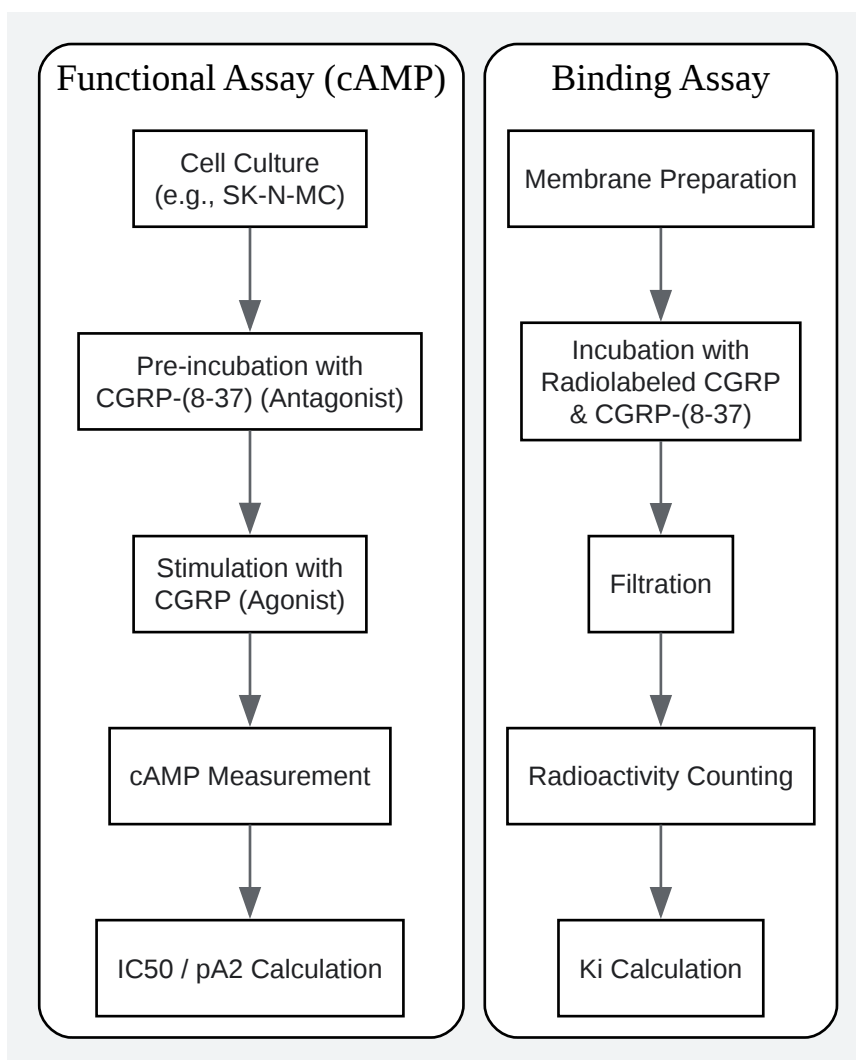 Functional Assay (cAMP)
Cell Culture
(e.g., SK-N-MC)
Pre-incubation with
CGRP-(8-37) (Antagonist)
Stimulation with
CGRP (Agonist)
cAMP Measurement
IC50 / pA2 Calculation
Binding Assay
Membrane Preparation
Incubation with
Radiolabeled CGRP
& CGRP-(8-37)
Filtration
Radioactivity Counting
Ki Calculation